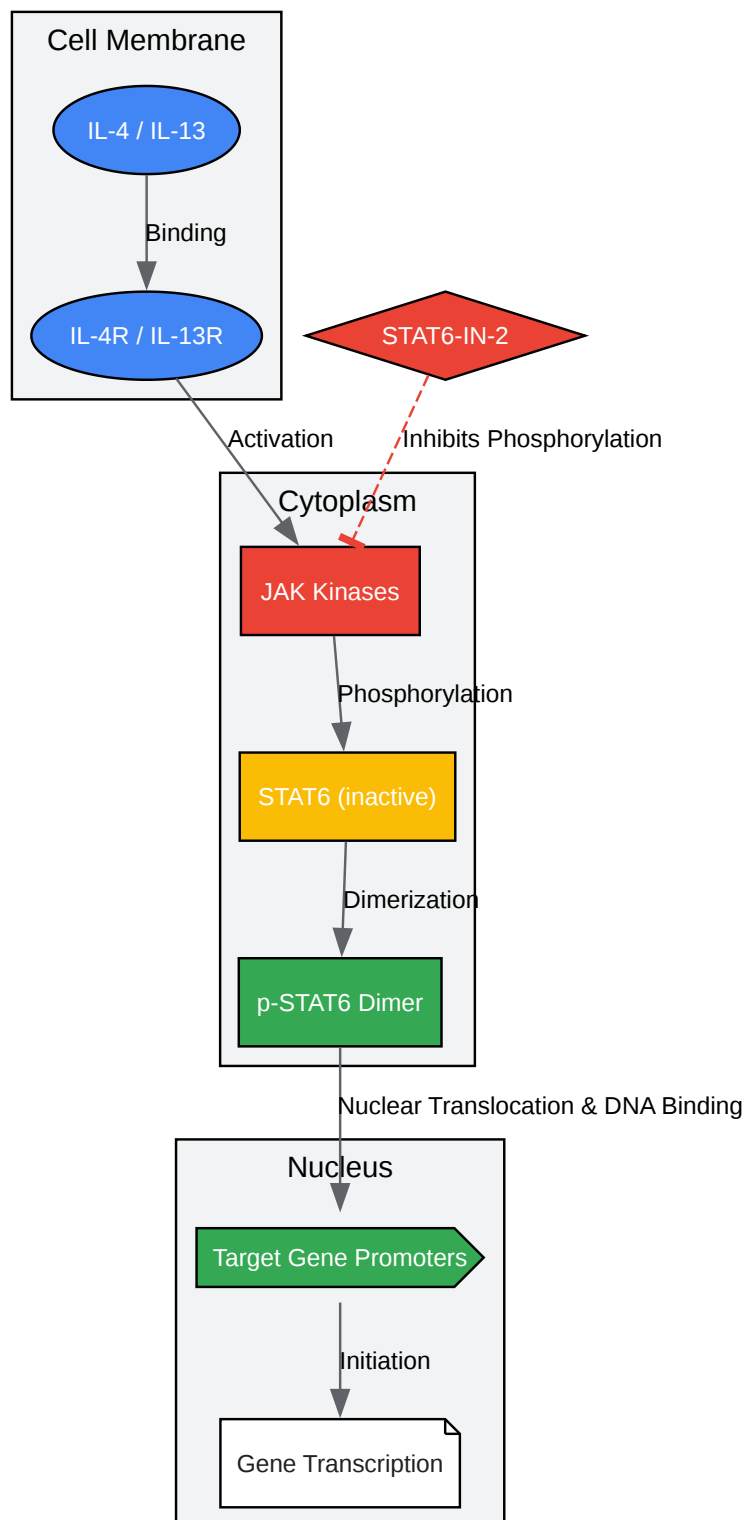 Cell Membrane
IL-4 / IL-13
Binding
IL-4R / IL-13R
STAT6-IN-2
Activation
Inhibits Phosphorylation
Cytoplasm
JAK Kinases
Phosphorylation
STAT6 (inactive)
Dimerization
p-STAT6 Dimer
Nuclear Translocation & DNA Binding
Nucleus
Target Gene Promoters
Initiation
Gene Transcription